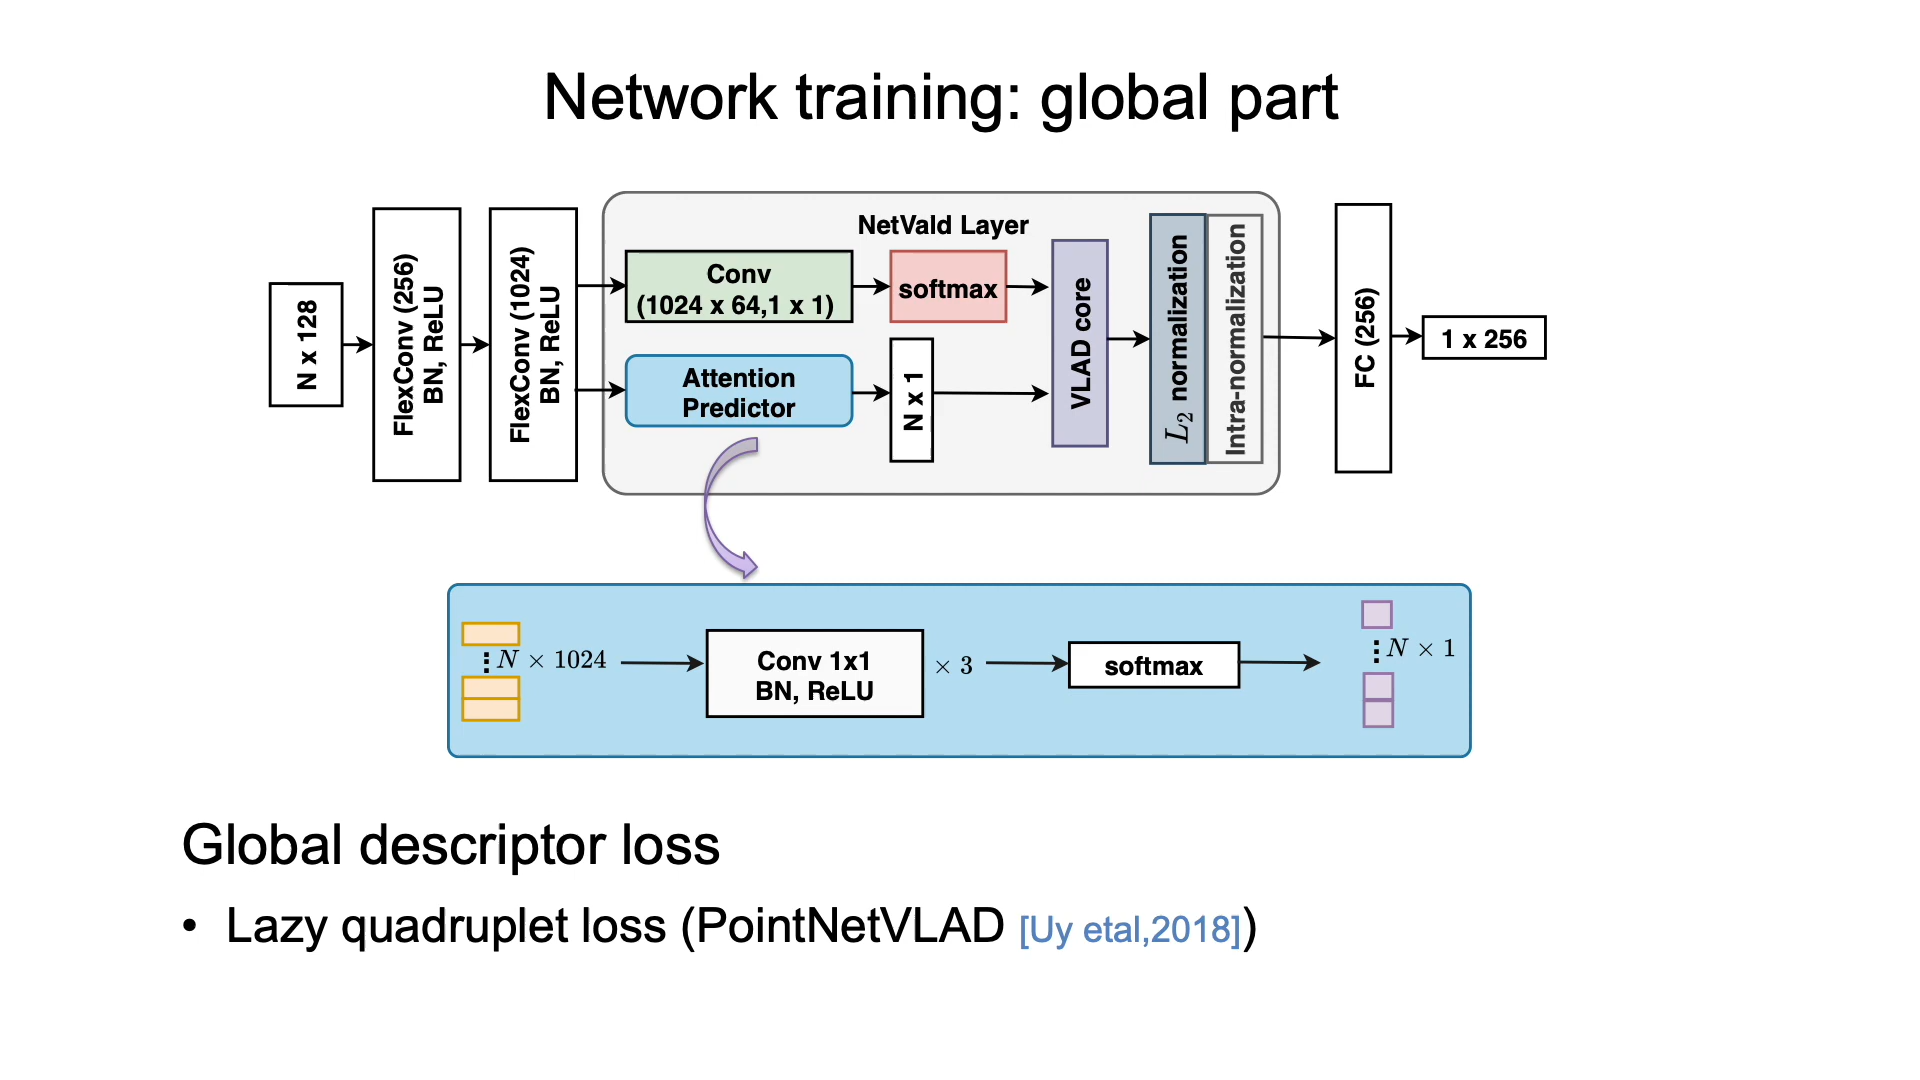 Network training: global part
N x 128
FlexConv (256)
BN, ReLU
FlexConv (1024)
BN, ReLU
NetVald Layer
Conv
(1024 x 64,1 x 1)
softmax
Attention
Predictor
N x 1
VLAD core
L₂ normalization
Intra-normalization
FC (256)
1 x 256
⋮ N × 1024
Conv 1x1
BN, ReLU
× 3
softmax
⋮ N × 1
Global descriptor loss
• Lazy quadruplet loss (PointNetVLAD [Uy etal,2018])